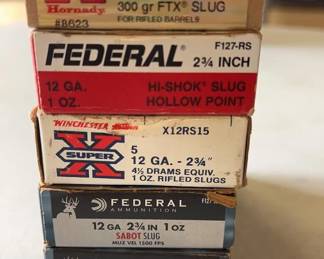 Hornady
300 gr FTX® SLUG
#8623
FOR RIFLED BARRELS
FEDERAL®
F127-RS
2¾ INCH
12 GA.
1 OZ.
HI-SHOK® SLUG
HOLLOW POINT
WINCHESTER
SUPER X
X12RS15
5
12 GA. - 2¾"
4½ DRAMS EQUIV.
1 OZ. RIFLED SLUGS
FEDERAL
AMMUNITION
12 GA 2¾ IN 1 OZ
SABOT SLUG
MUZ VEL 1500 FPS